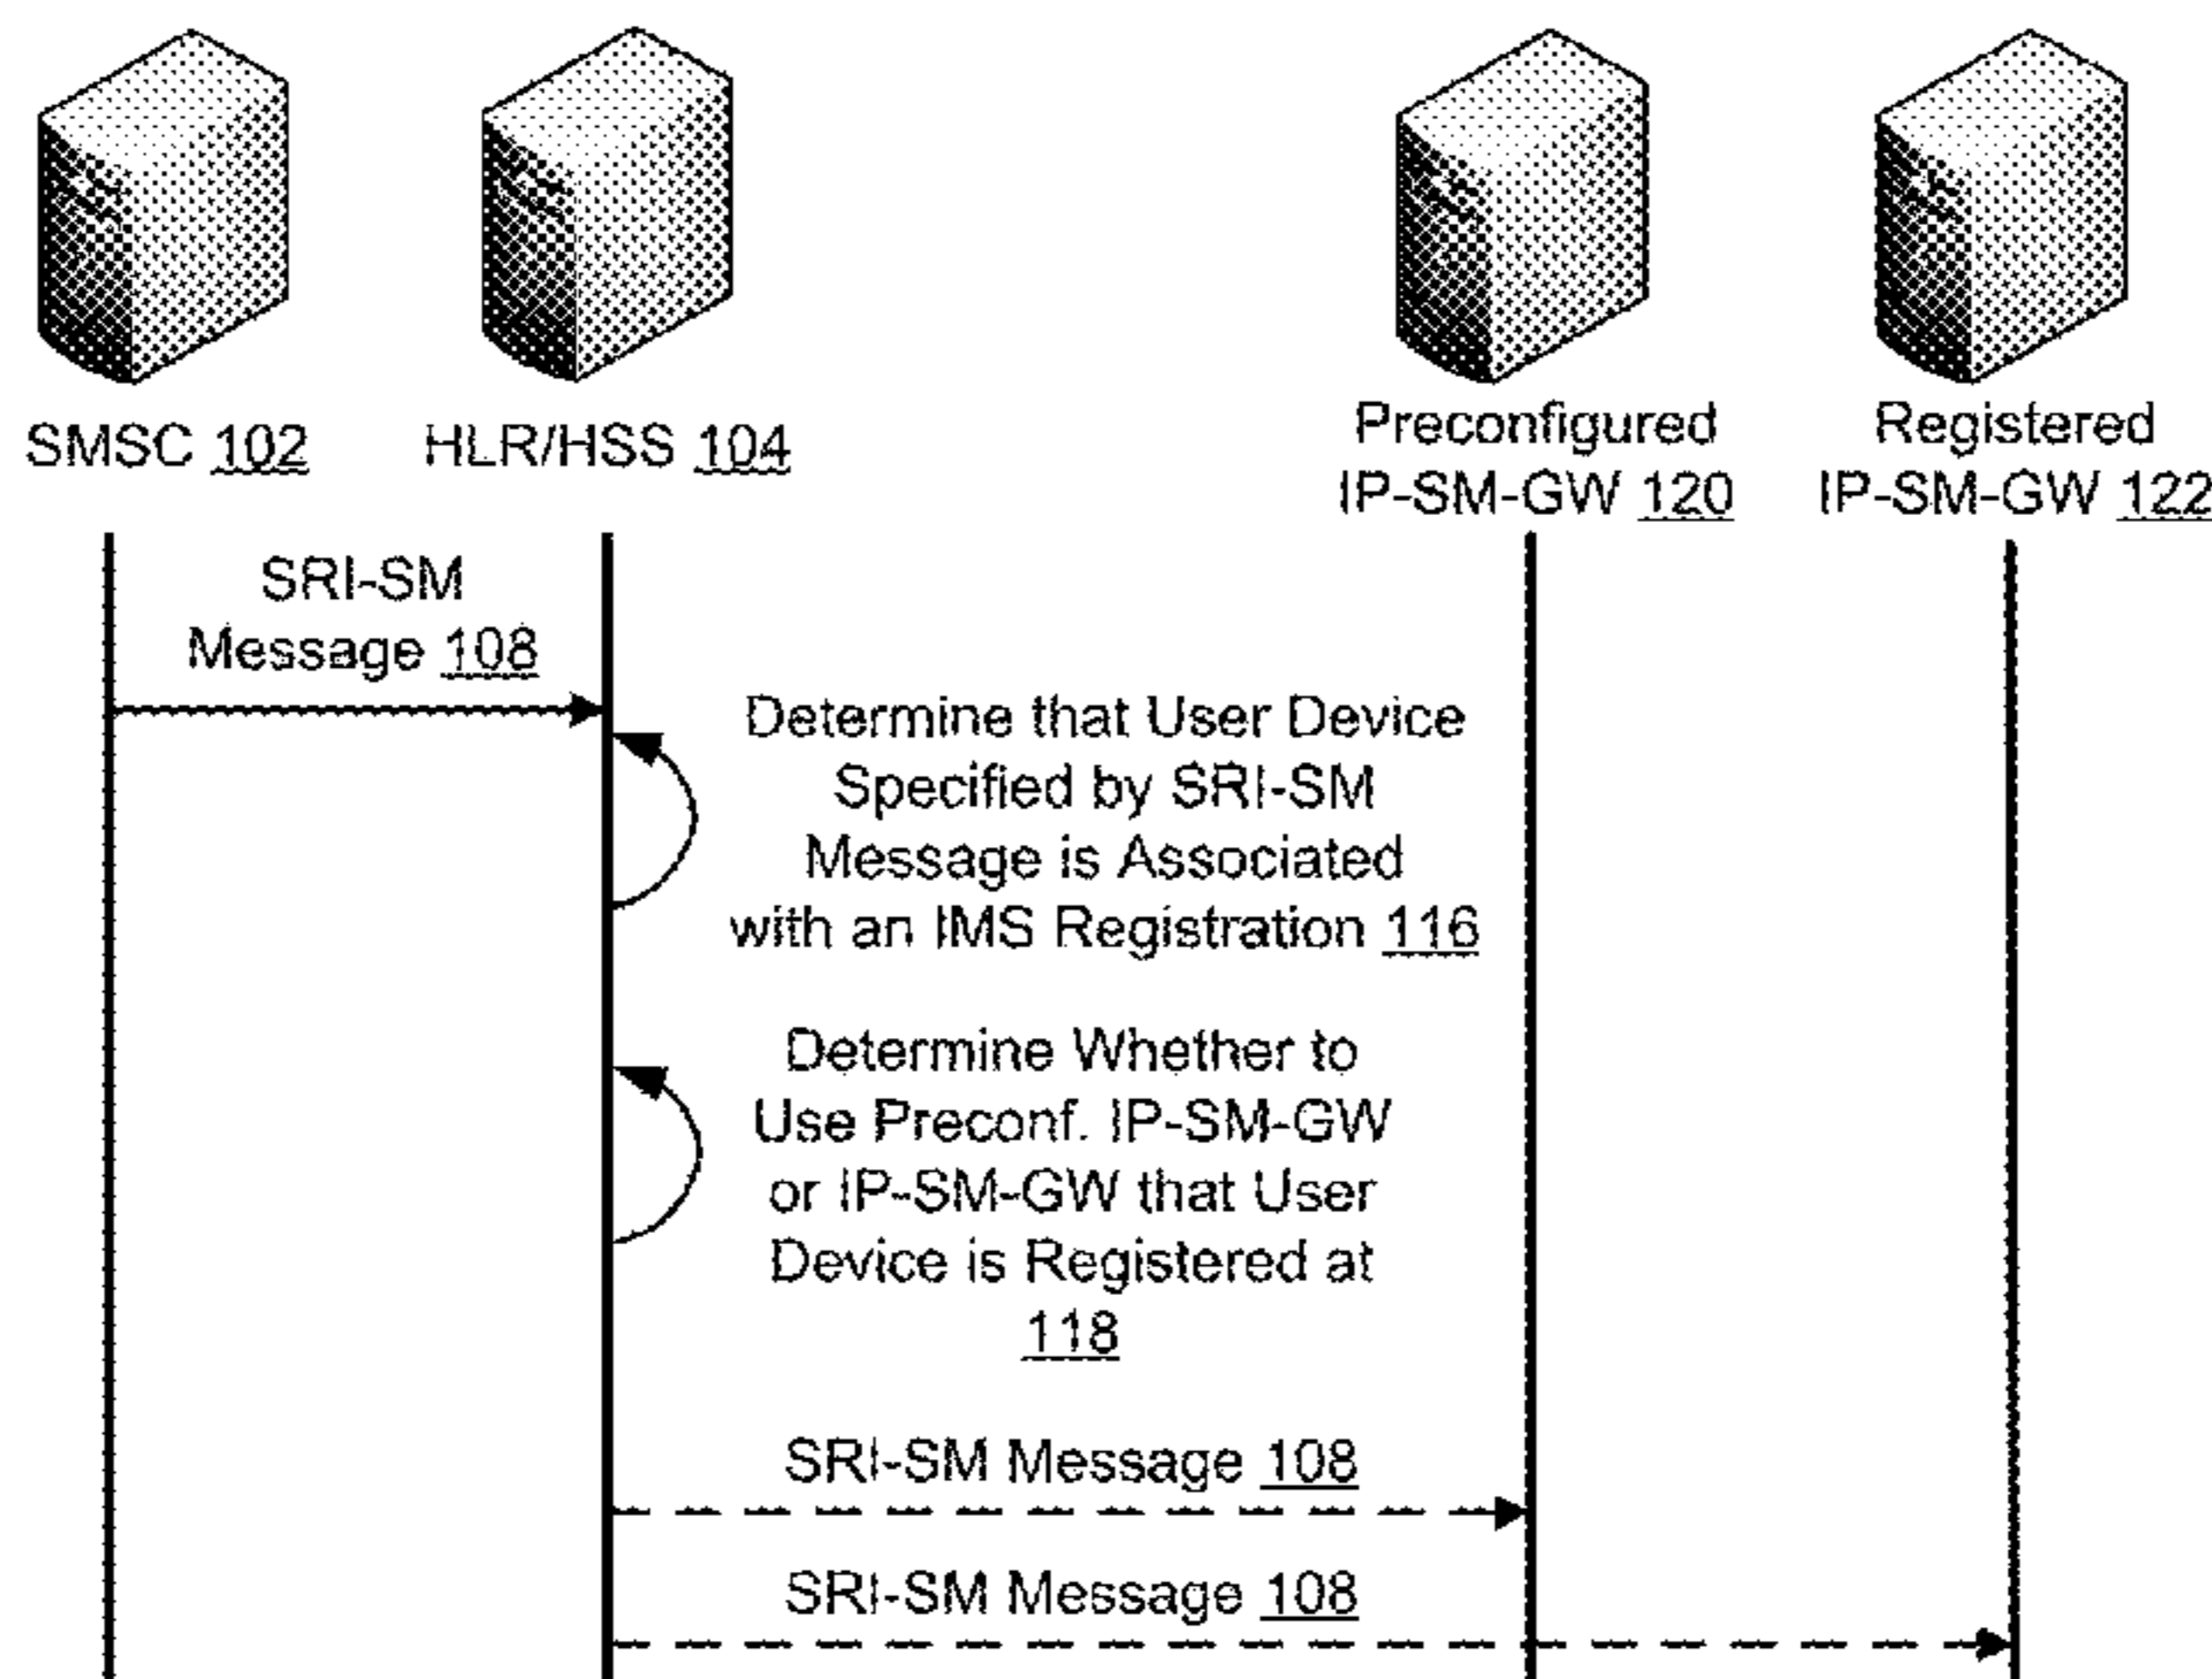 SMSC 102
HLR/HSS 104
Preconfigured
IP-SM-GW 120
Registered
IP-SM-GW 122
SRI-SM
Message 108
Determine that User Device
Specified by SRI-SM
Message is Associated
with an IMS Registration 116
Determine Whether to
Use Preconf. IP-SM-GW
or IP-SM-GW that User
Device is Registered at
118
SRI-SM Message 108
SRI-SM Message 108